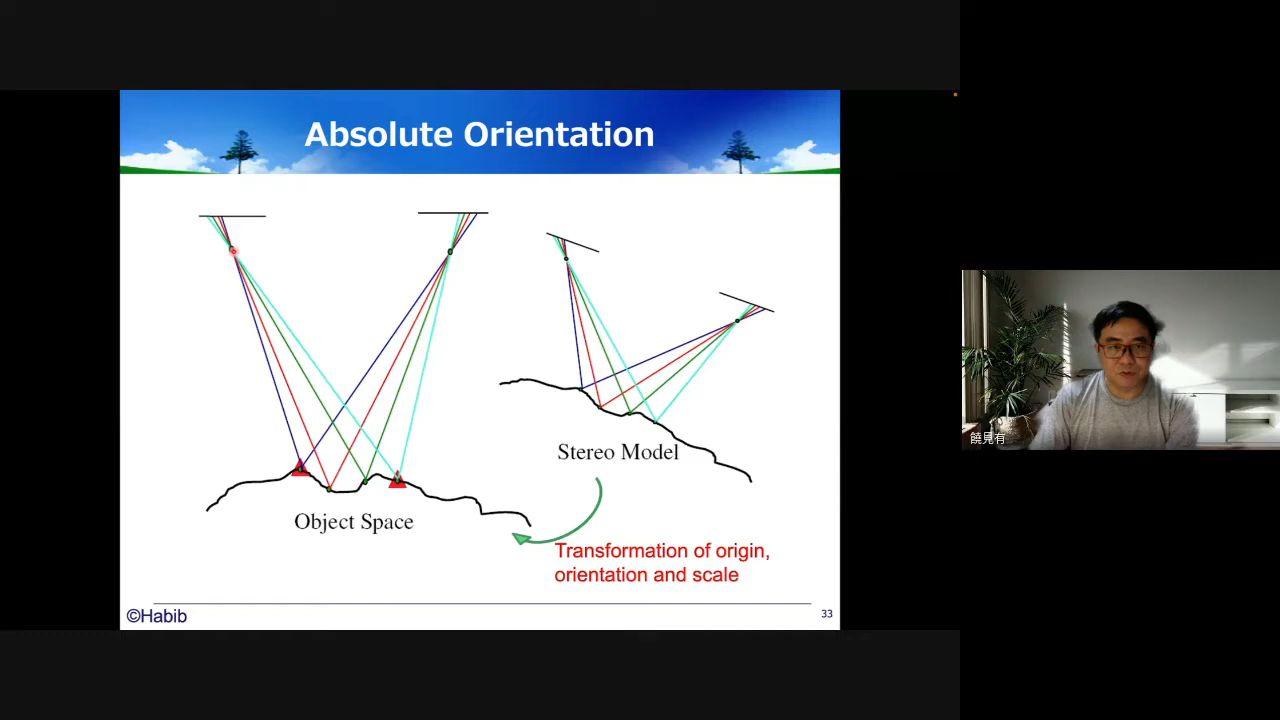 Absolute Orientation
Stereo Model
Object Space
Transformation of origin,
orientation and scale
©Habib
33
饒見有